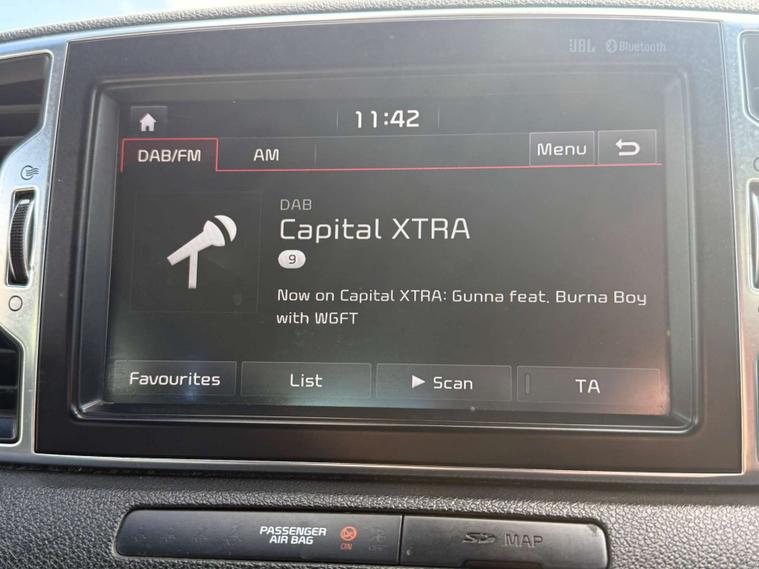 JBL Bluetooth
11:42
DAB/FM AM Menu
DAB
Capital XTRA
9
Now on Capital XTRA: Gunna feat. Burna Boy
with WGFT
Favourites List Scan TA
PASSENGER
AIR BAG
ON OFF
SD MAP